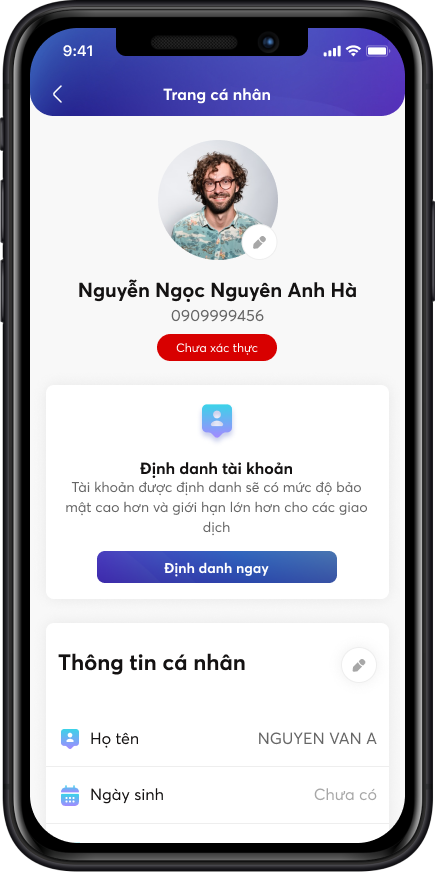 9:41
Trang cá nhân
Nguyễn Ngọc Nguyên Anh Hà
0909999456
Chưa xác thực
Định danh tài khoản
Tài khoản được định danh sẽ có mức độ bảo
mật cao hơn và giới hạn lớn hơn cho các giao
dịch
Định danh ngay
Thông tin cá nhân
Họ tên NGUYEN VAN A
Ngày sinh Chưa có